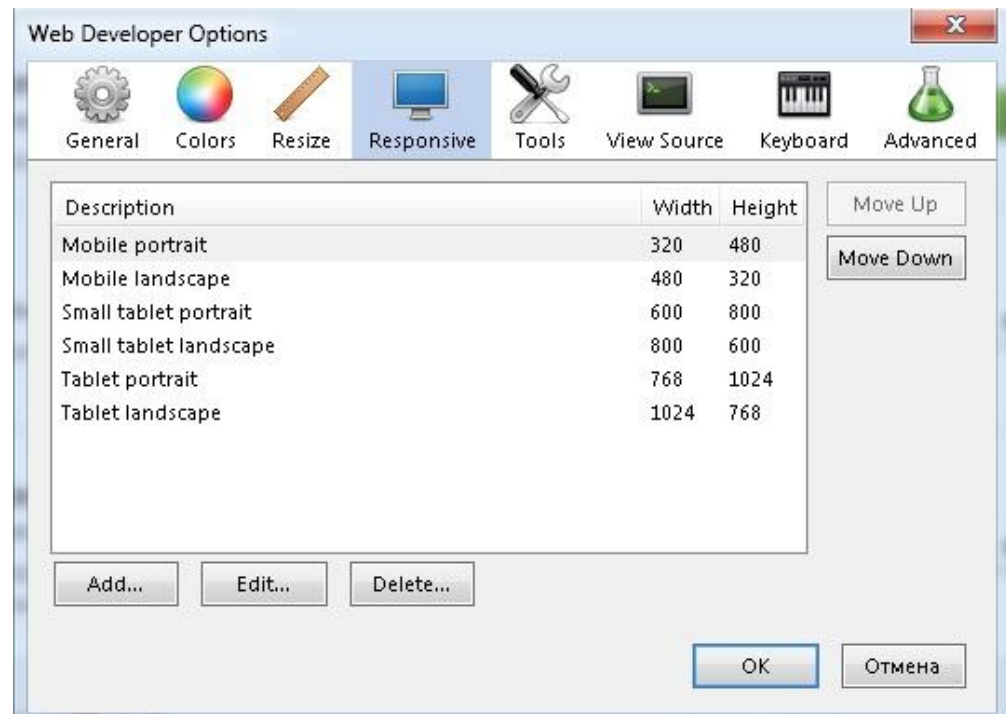 Web Developer Options
General Colors Resize Responsive Tools View Source Keyboard Advanced
Description Width Height
Mobile portrait 320 480
Mobile landscape 480 320
Small tablet portrait 600 800
Small tablet landscape 800 600
Tablet portrait 768 1024
Tablet landscape 1024 768
Move Up
Move Down
Add... Edit... Delete...
OK Отмена